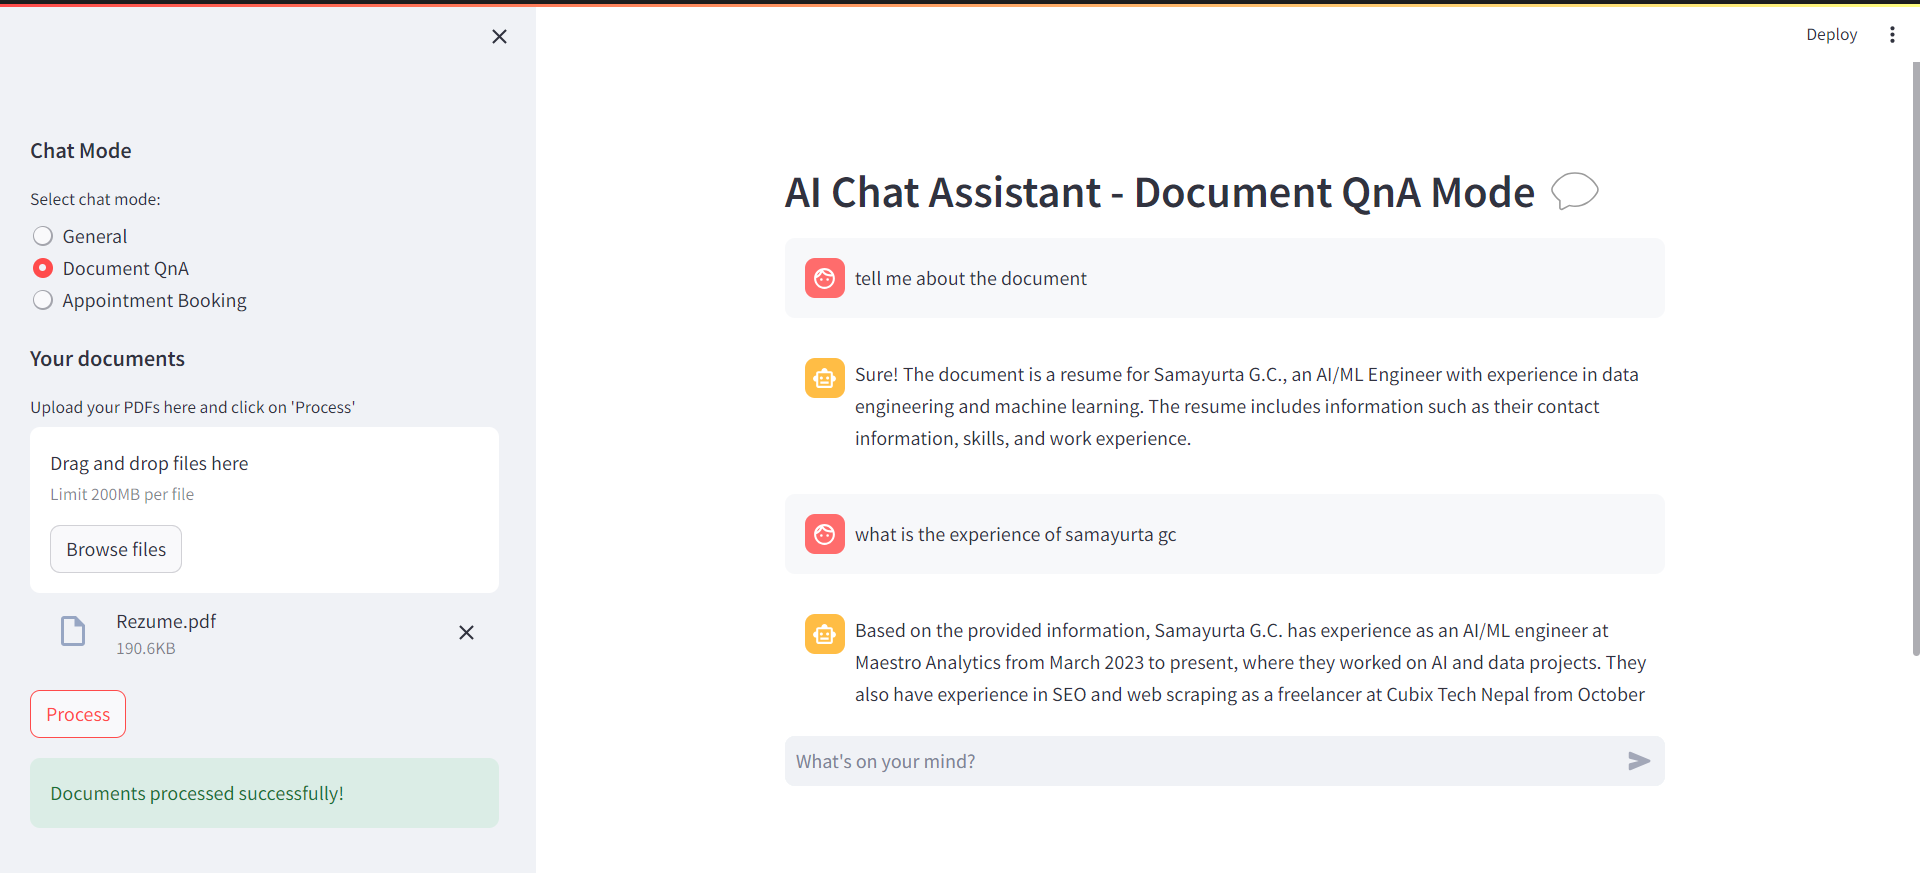 Deploy
Chat Mode
Select chat mode:
General
Document QnA
Appointment Booking
Your documents
Upload your PDFs here and click on 'Process'
Drag and drop files here
Limit 200MB per file
Browse files
Rezume.pdf
190.6KB
Process
Documents processed successfully!
AI Chat Assistant - Document QnA Mode
tell me about the document
Sure! The document is a resume for Samayurta G.C., an AI/ML Engineer with experience in data
engineering and machine learning. The resume includes information such as their contact
information, skills, and work experience.
what is the experience of samayurta gc
Based on the provided information, Samayurta G.C. has experience as an AI/ML engineer at
Maestro Analytics from March 2023 to present, where they worked on AI and data projects. They
also have experience in SEO and web scraping as a freelancer at Cubix Tech Nepal from October
What's on your mind?